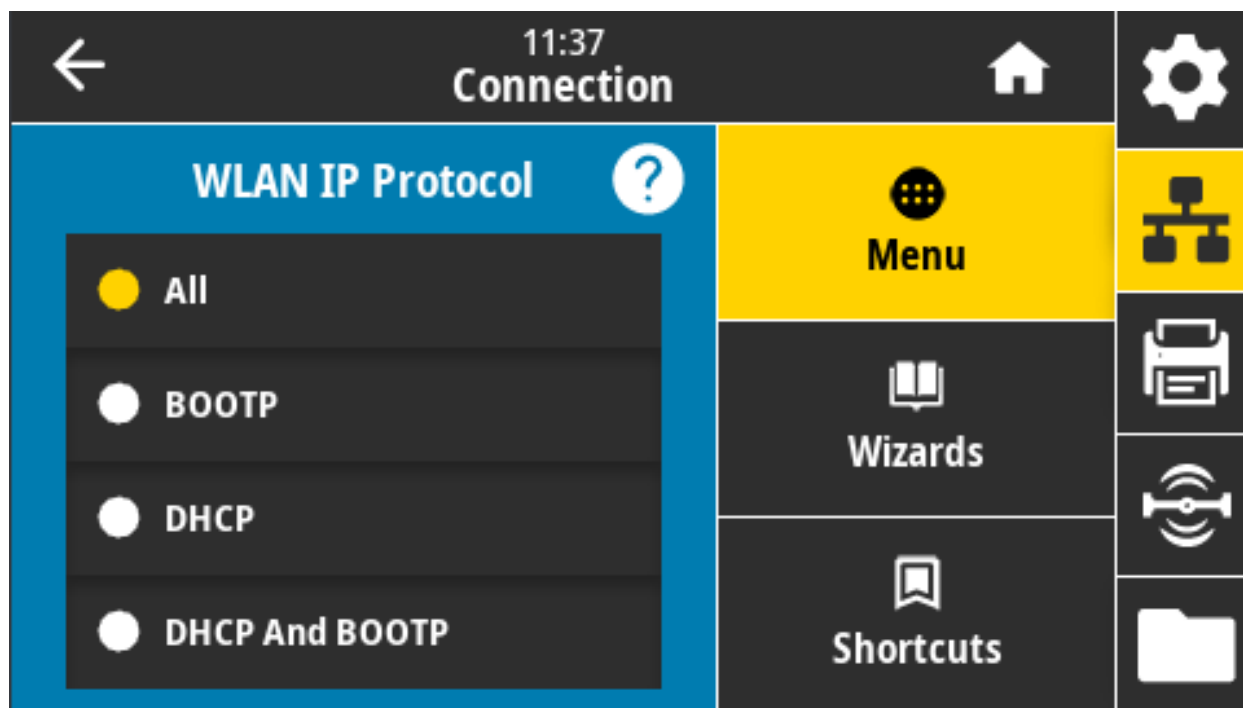 11:37
Connection
WLAN IP Protocol
?
All
BOOTP
DHCP
DHCP And BOOTP
Menu
Wizards
Shortcuts